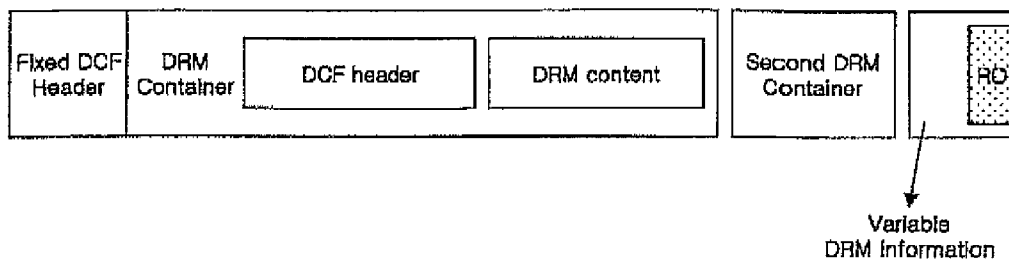 Fixed DCF
Header
DRM
Container
DCF header
DRM content
Second DRM
Container
RO
Variable
DRM Information